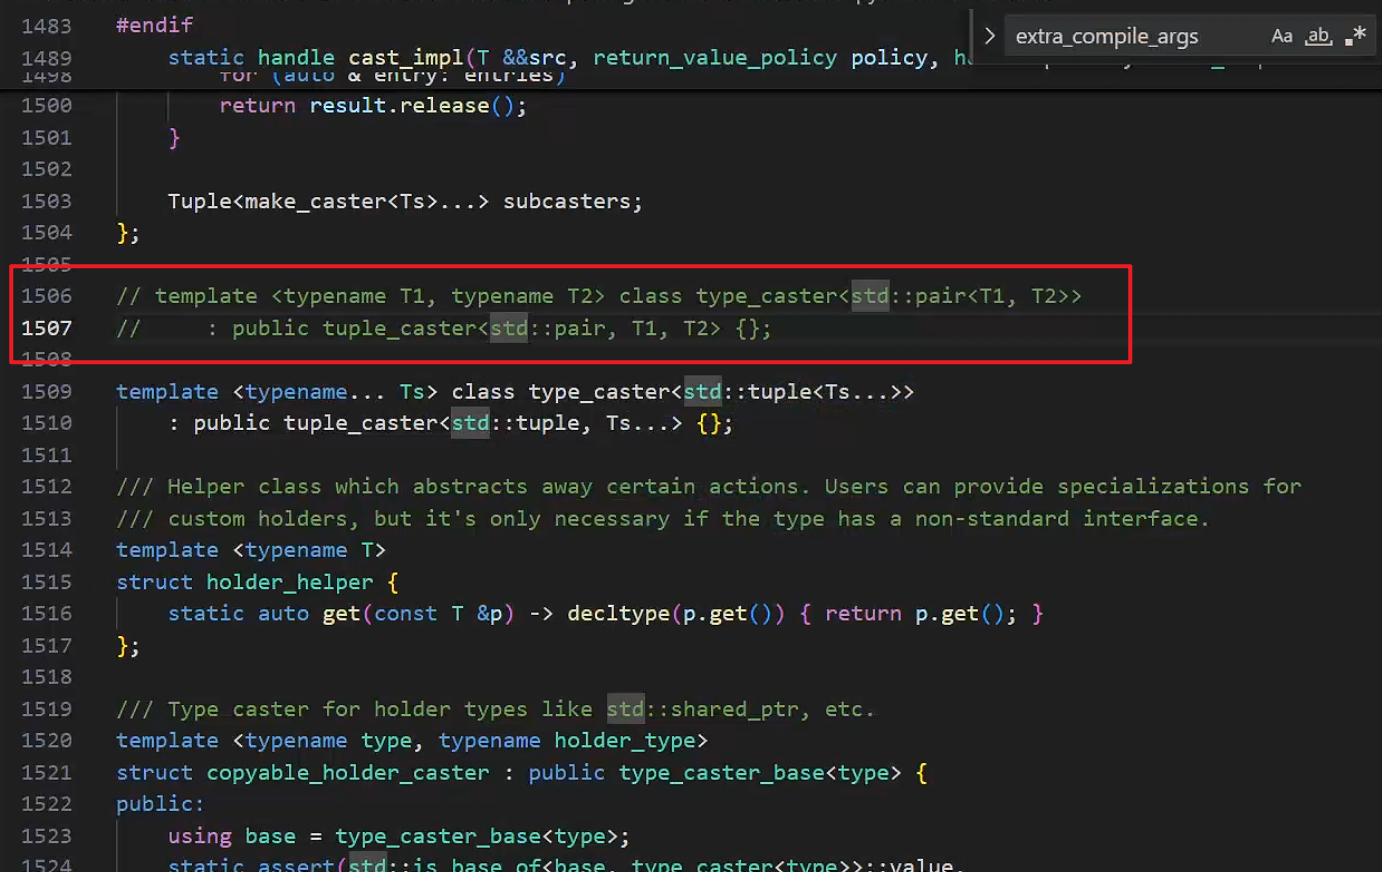 1483 #endif
1489 static handle cast_impl(T &&src, return_value_policy policy,
extra_compile_args Aa ab .*
1498 for (auto & entry: entries)
1500 return result.release();
1501 }
1502
1503 Tuple<make_caster<Ts>...> subcasters;
1504 };
1505
1506 // template <typename T1, typename T2> class type_caster<std::pair<T1, T2>>
1507 // : public tuple_caster<std::pair, T1, T2> {};
1508
1509 template <typename... Ts> class type_caster<std::tuple<Ts...>>
1510 : public tuple_caster<std::tuple, Ts...> {};
1511
1512 /// Helper class which abstracts away certain actions. Users can provide specializations for
1513 /// custom holders, but it's only necessary if the type has a non-standard interface.
1514 template <typename T>
1515 struct holder_helper {
1516 static auto get(const T &p) -> decltype(p.get()) { return p.get(); }
1517 };
1518
1519 /// Type caster for holder types like std::shared_ptr, etc.
1520 template <typename type, typename holder_type>
1521 struct copyable_holder_caster : public type_caster_base<type> {
1522 public:
1523 using base = type_caster_base<type>;
1524 static_assert(std::is_base_of<base, type_caster<type>>::value,